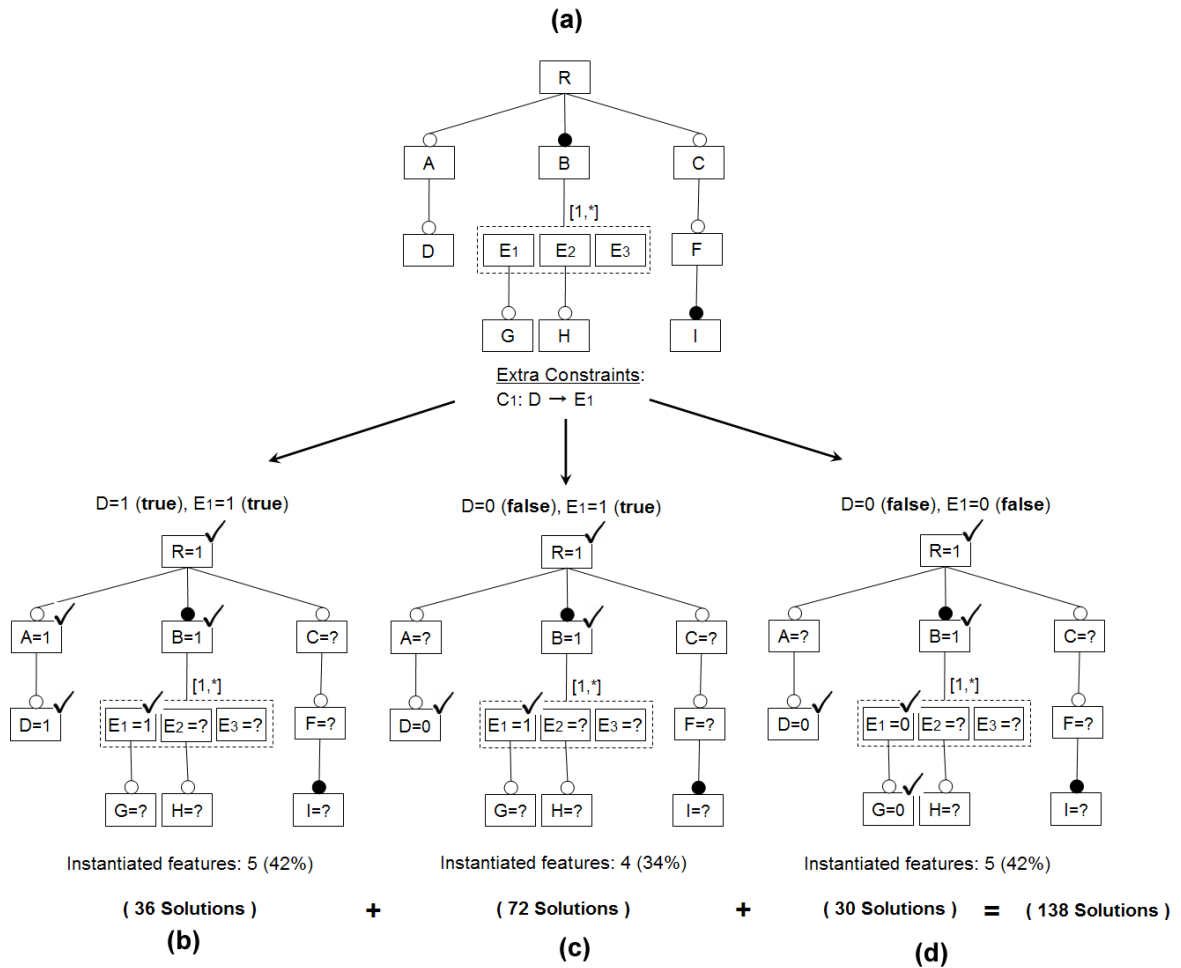 (a)
R
A B C
[1,*]
D E1 E2 E3 F
G H I
Extra Constraints:
C1: D → E1
D=1 (true), E1=1 (true) D=0 (false), E1=1 (true) D=0 (false), E1=0 (false)
R=1 R=1 R=1
A=1 B=1 C=? A=? B=1 C=? A=? B=1 C=?
[1,*] [1,*] [1,*]
D=1 E1=1 E2=? E3=? F=? D=0 E1=1 E2=? E3=? F=? D=0 E1=0 E2=? E3=? F=?
G=? H=? I=? G=? H=? I=? G=0 H=? I=?
Instantiated features: 5 (42%) Instantiated features: 4 (34%) Instantiated features: 5 (42%)
( 36 Solutions ) + ( 72 Solutions ) + ( 30 Solutions ) = ( 138 Solutions )
(b) (c) (d)